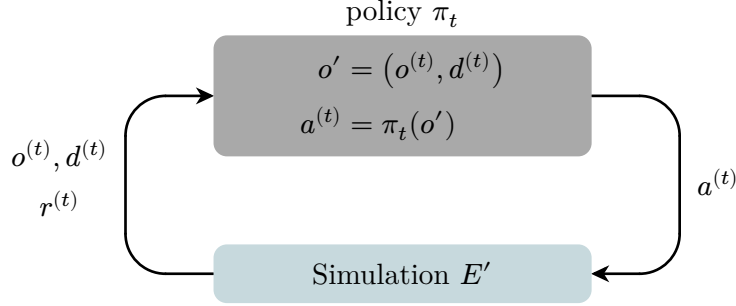 policy π_t
o′ = (o^(t), d^(t))
a^(t) = π_t(o′)
o^(t), d^(t)
r^(t)
a^(t)
Simulation E′